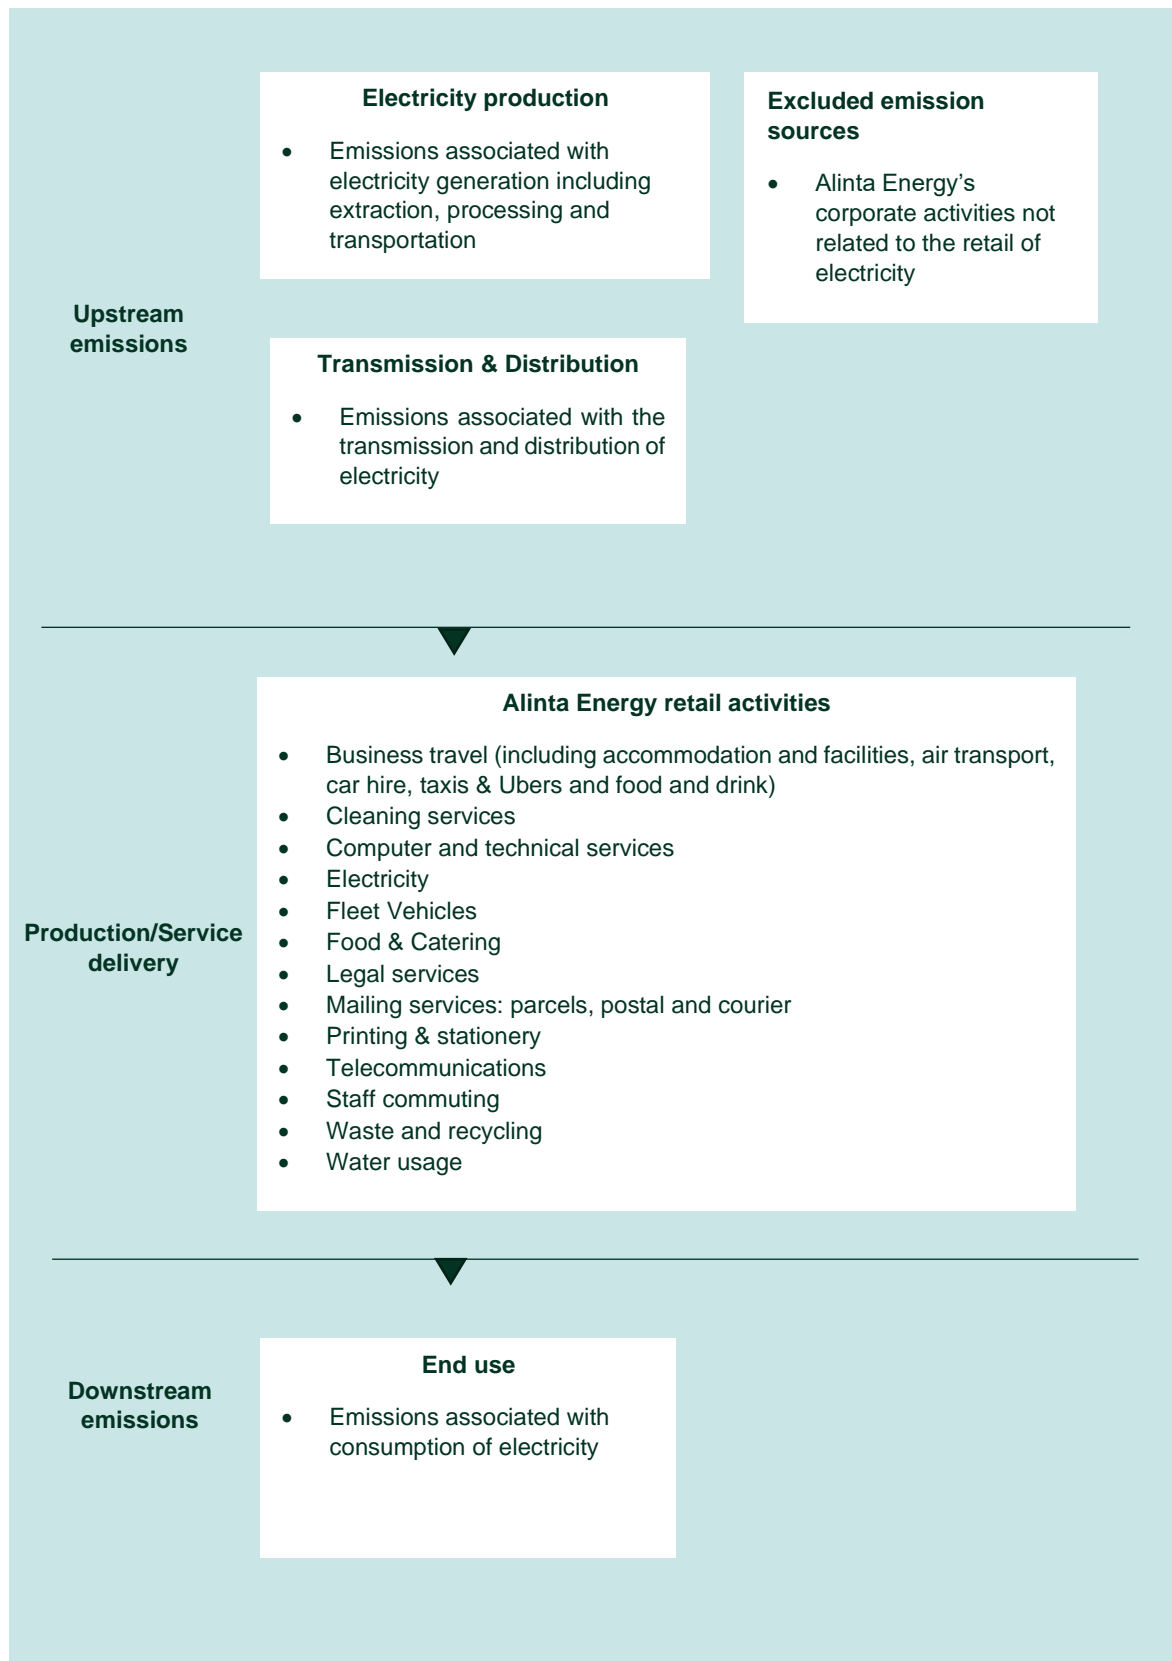 Upstream
emissions
Electricity production
• Emissions associated with
electricity generation including
extraction, processing and
transportation
Excluded emission
sources
• Alinta Energy’s
corporate activities not
related to the retail of
electricity
Transmission & Distribution
• Emissions associated with the
transmission and distribution of
electricity
Production/Service
delivery
Alinta Energy retail activities
• Business travel (including accommodation and facilities, air transport,
car hire, taxis & Ubers and food and drink)
• Cleaning services
• Computer and technical services
• Electricity
• Fleet Vehicles
• Food & Catering
• Legal services
• Mailing services: parcels, postal and courier
• Printing & stationery
• Telecommunications
• Staff commuting
• Waste and recycling
• Water usage
Downstream
emissions
End use
• Emissions associated with
consumption of electricity